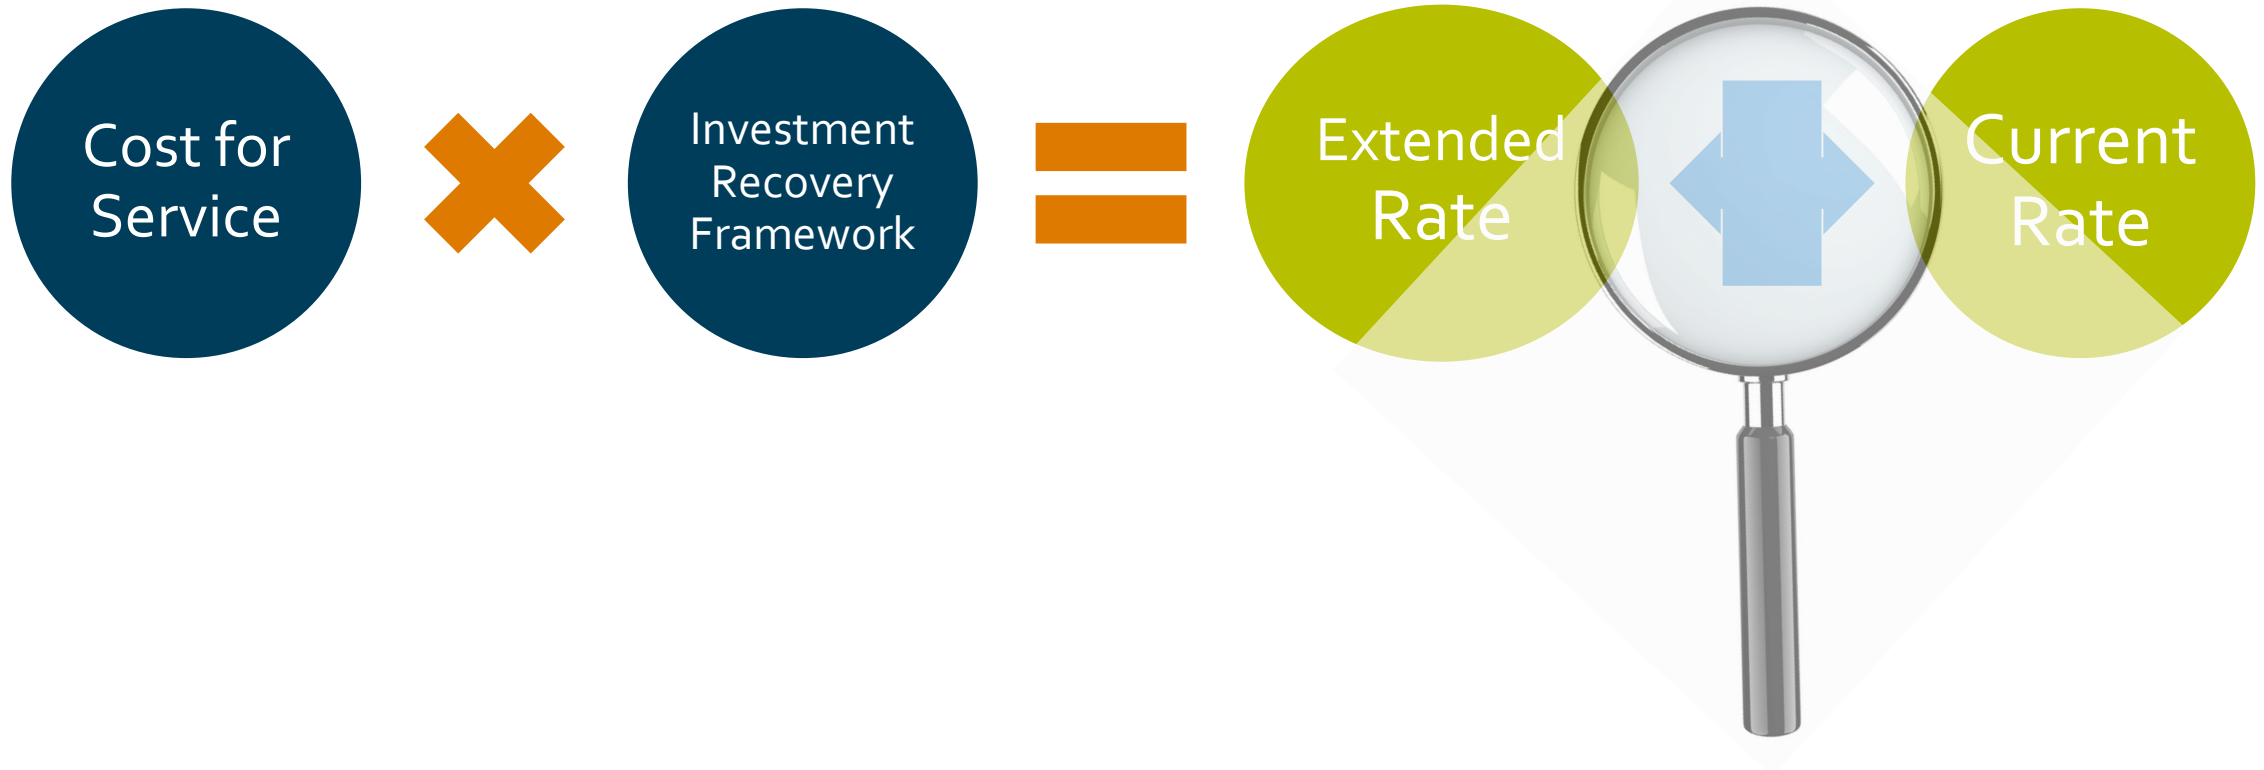 Cost for
Service
Investment
Recovery
Framework
Extended
Rate
Current
Rate